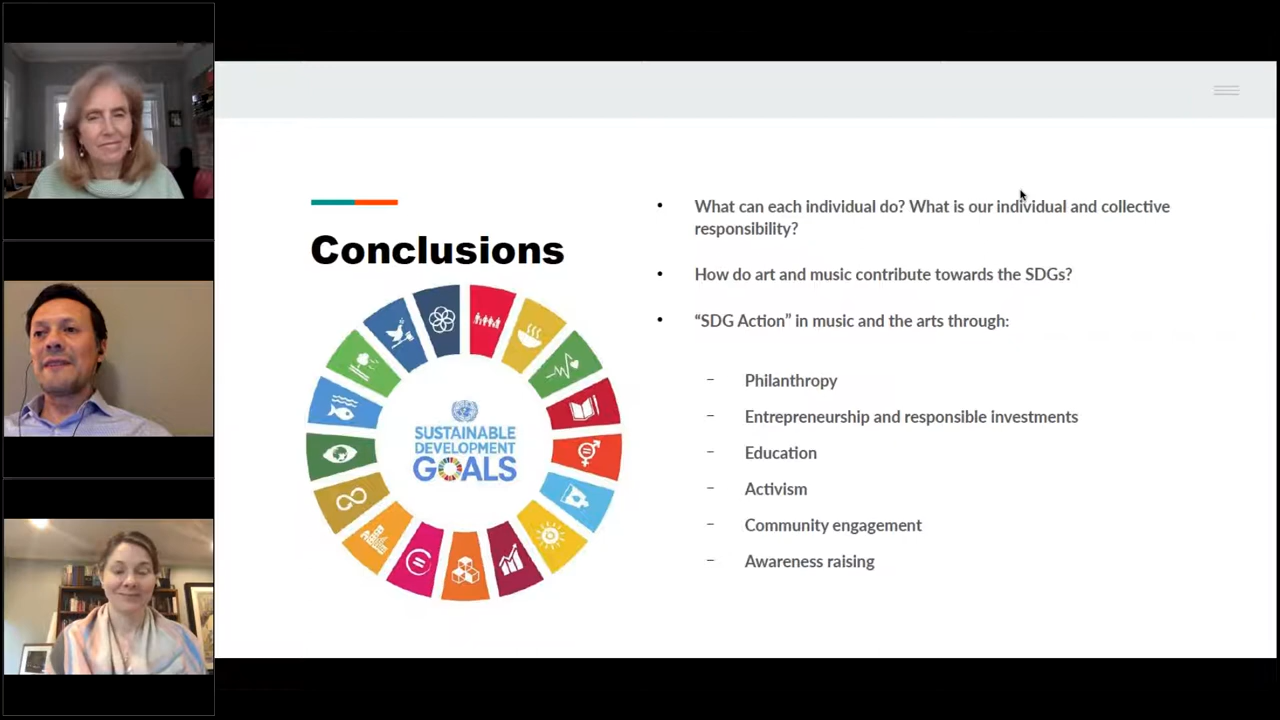 Conclusions
SUSTAINABLE
DEVELOPMENT
GOALS
• What can each individual do? What is our individual and collective
responsibility?
• How do art and music contribute towards the SDGs?
• “SDG Action” in music and the arts through:
– Philanthropy
– Entrepreneurship and responsible investments
– Education
– Activism
– Community engagement
– Awareness raising